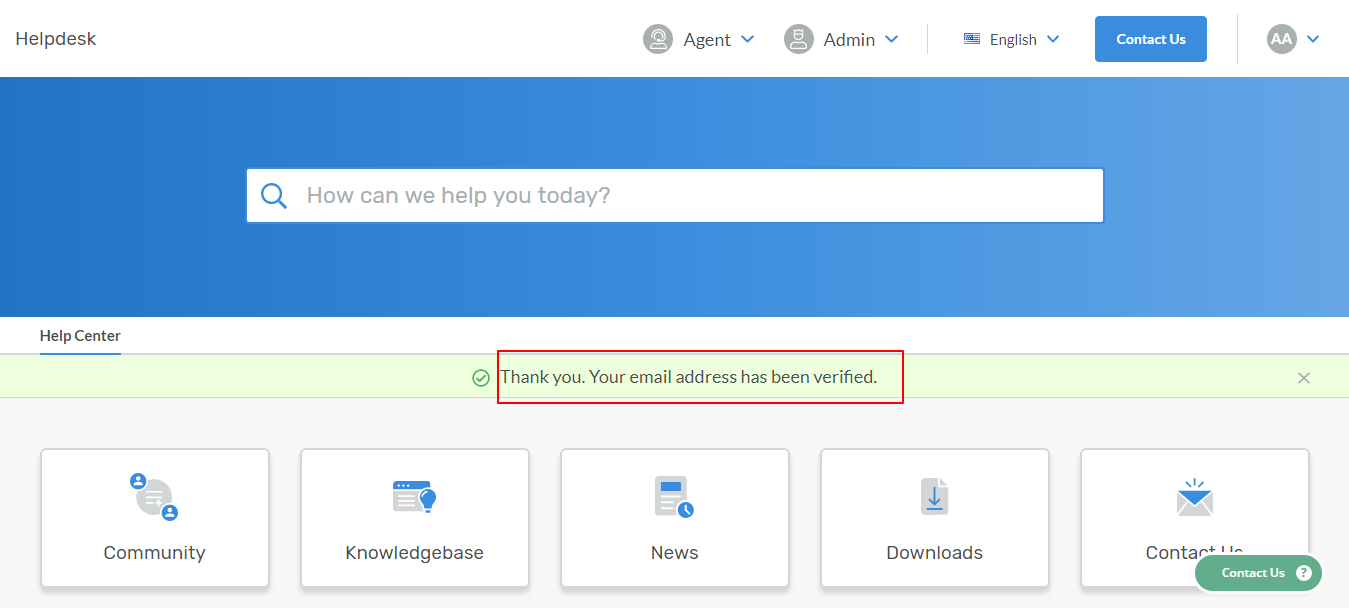 Helpdesk
Agent
Admin
English
Contact Us
AA
How can we help you today?
Help Center
Thank you. Your email address has been verified.
Community
Knowledgebase
News
Downloads
Contact Us
Contact Us ?